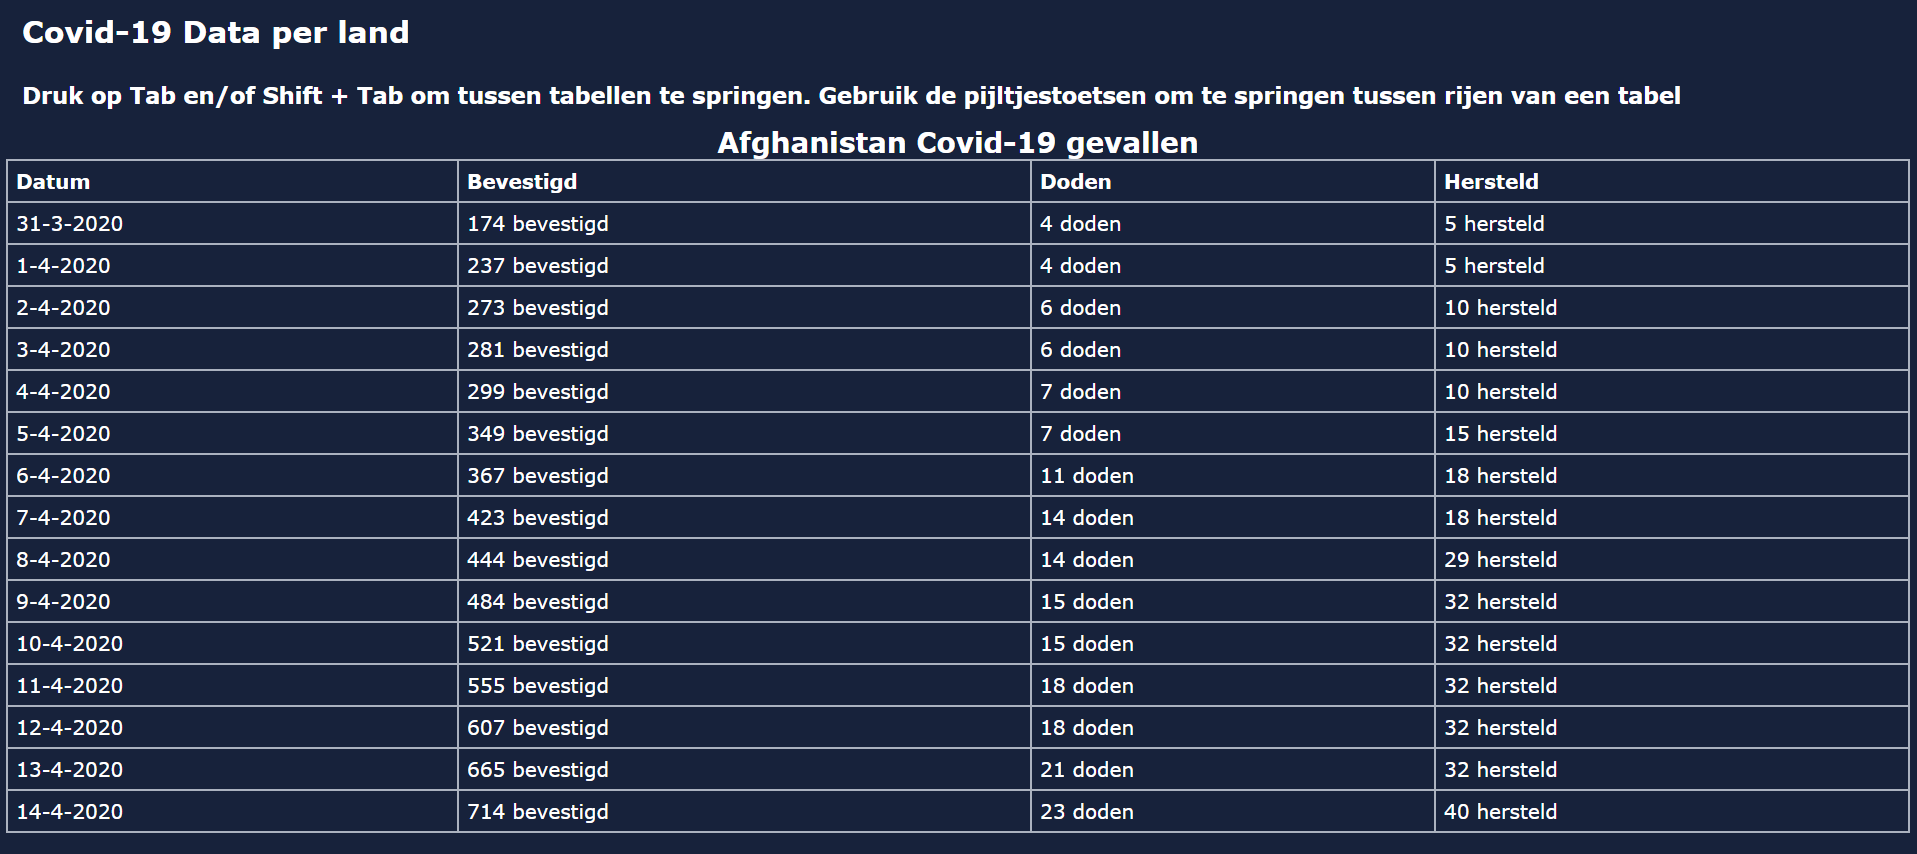 Covid-19 Data per land
Druk op Tab en/of Shift + Tab om tussen tabellen te springen. Gebruik de pijltjestoetsen om te springen tussen rijen van een tabel
Afghanistan Covid-19 gevallen
Datum Bevestigd Doden Hersteld
31-3-2020 174 bevestigd 4 doden 5 hersteld
1-4-2020 237 bevestigd 4 doden 5 hersteld
2-4-2020 273 bevestigd 6 doden 10 hersteld
3-4-2020 281 bevestigd 6 doden 10 hersteld
4-4-2020 299 bevestigd 7 doden 10 hersteld
5-4-2020 349 bevestigd 7 doden 15 hersteld
6-4-2020 367 bevestigd 11 doden 18 hersteld
7-4-2020 423 bevestigd 14 doden 18 hersteld
8-4-2020 444 bevestigd 14 doden 29 hersteld
9-4-2020 484 bevestigd 15 doden 32 hersteld
10-4-2020 521 bevestigd 15 doden 32 hersteld
11-4-2020 555 bevestigd 18 doden 32 hersteld
12-4-2020 607 bevestigd 18 doden 32 hersteld
13-4-2020 665 bevestigd 21 doden 32 hersteld
14-4-2020 714 bevestigd 23 doden 40 hersteld